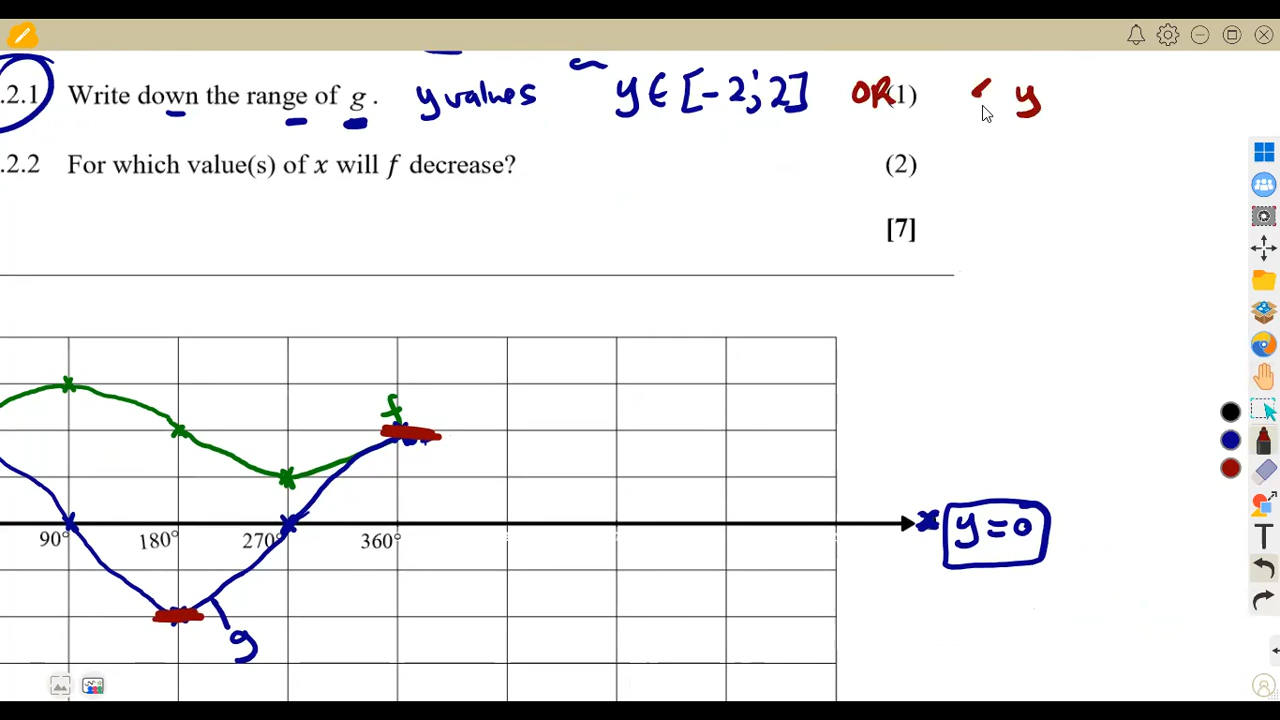 .2.1 Write down the range of g. y values y ∈ [-2;2] OR (1) < y
.2.2 For which value(s) of x will f decrease? (2)
[7]
f
90° 180° 270° 360° x y = 0
g
T